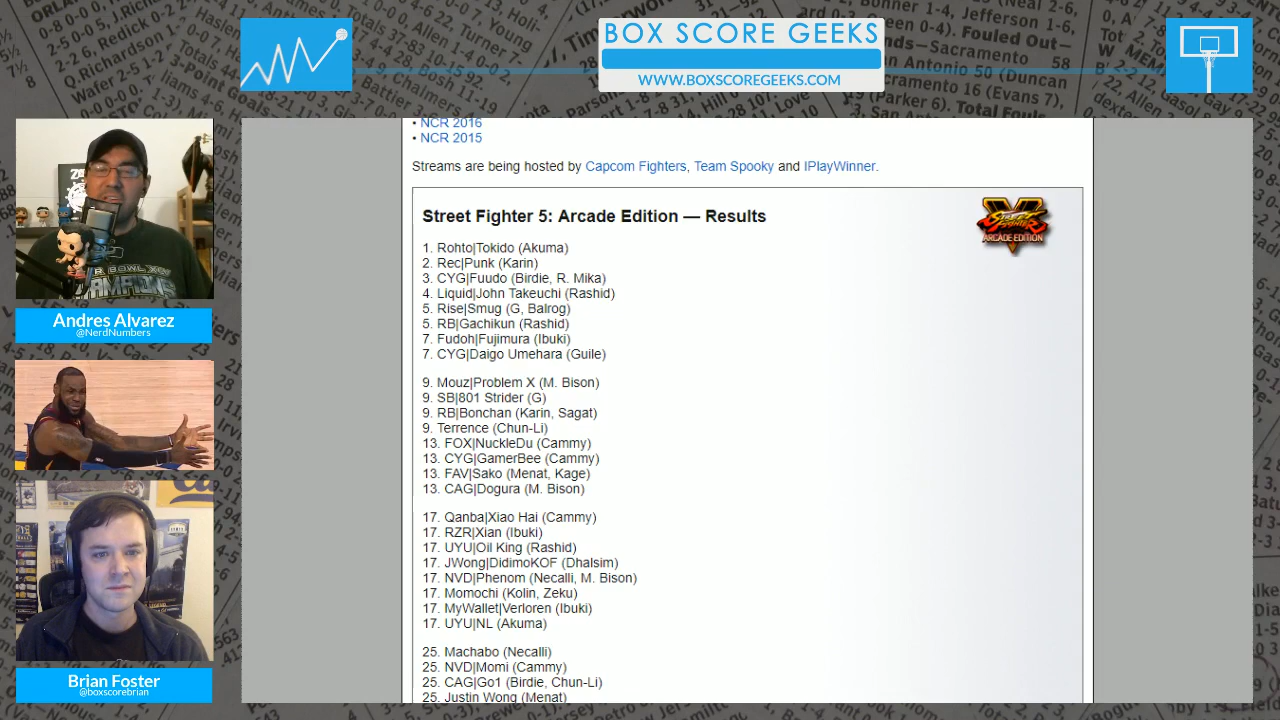 BOX SCORE GEEKS
WWW.BOXSCOREGEEKS.COM
• NCR 2016
• NCR 2015
Streams are being hosted by Capcom Fighters, Team Spooky and IPlayWinner.
Street Fighter 5: Arcade Edition — Results
STREET FIGHTER V
ARCADE EDITION
1. Rohto|Tokido (Akuma)
2. Rec|Punk (Karin)
3. CYG|Fuudo (Birdie, R. Mika)
4. Liquid|John Takeuchi (Rashid)
5. Rise|Smug (G, Balrog)
5. RB|Gachikun (Rashid)
7. Fudoh|Fujimura (Ibuki)
7. CYG|Daigo Umehara (Guile)
9. Mouz|Problem X (M. Bison)
9. SB|801 Strider (G)
9. RB|Bonchan (Karin, Sagat)
9. Terrence (Chun-Li)
13. FOX|NuckleDu (Cammy)
13. CYG|GamerBee (Cammy)
13. FAV|Sako (Menat, Kage)
13. CAG|Dogura (M. Bison)
17. Qanba|Xiao Hai (Cammy)
17. RZR|Xian (Ibuki)
17. UYU|Oil King (Rashid)
17. JWong|DidimoKOF (Dhalsim)
17. NVD|Phenom (Necalli, M. Bison)
17. Momochi (Kolin, Zeku)
17. MyWallet|Verloren (Ibuki)
17. UYU|NL (Akuma)
25. Machabo (Necalli)
25. NVD|Momi (Cammy)
25. CAG|Go1 (Birdie, Chun-Li)
25. Justin Wong (Menat)
Andres Alvarez
@NerdNumbers
Brian Foster
@boxscorebrian